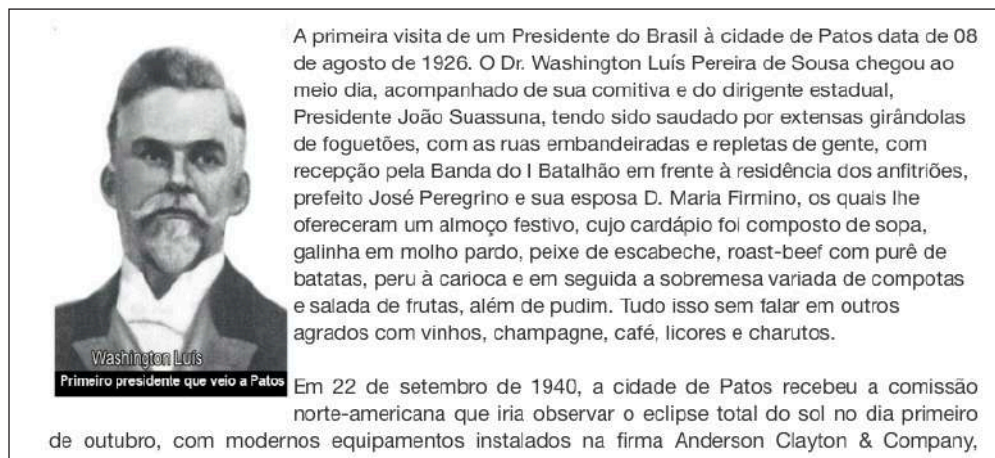 A primeira visita de um Presidente do Brasil à cidade de Patos data de 08
de agosto de 1926. O Dr. Washington Luís Pereira de Sousa chegou ao
meio dia, acompanhado de sua comitiva e do dirigente estadual,
Presidente João Suassuna, tendo sido saudado por extensas girândolas
de foguetões, com as ruas embandeiradas e repletas de gente, com
recepção pela Banda do I Batalhão em frente à residência dos anfitriões,
prefeito José Peregrino e sua esposa D. Maria Firmino, os quais lhe
ofereceram um almoço festivo, cujo cardápio foi composto de sopa,
galinha em molho pardo, peixe de escabeche, roast-beef com purê de
batatas, peru à carioca e em seguida a sobremesa variada de compotas
e salada de frutas, além de pudim. Tudo isso sem falar em outros
agrados com vinhos, champagne, café, licores e charutos.
Washington Luís
Primeiro presidente que veio a Patos
Em 22 de setembro de 1940, a cidade de Patos recebeu a comissão
norte-americana que iria observar o eclipse total do sol no dia primeiro
de outubro, com modernos equipamentos instalados na firma Anderson Clayton & Company,